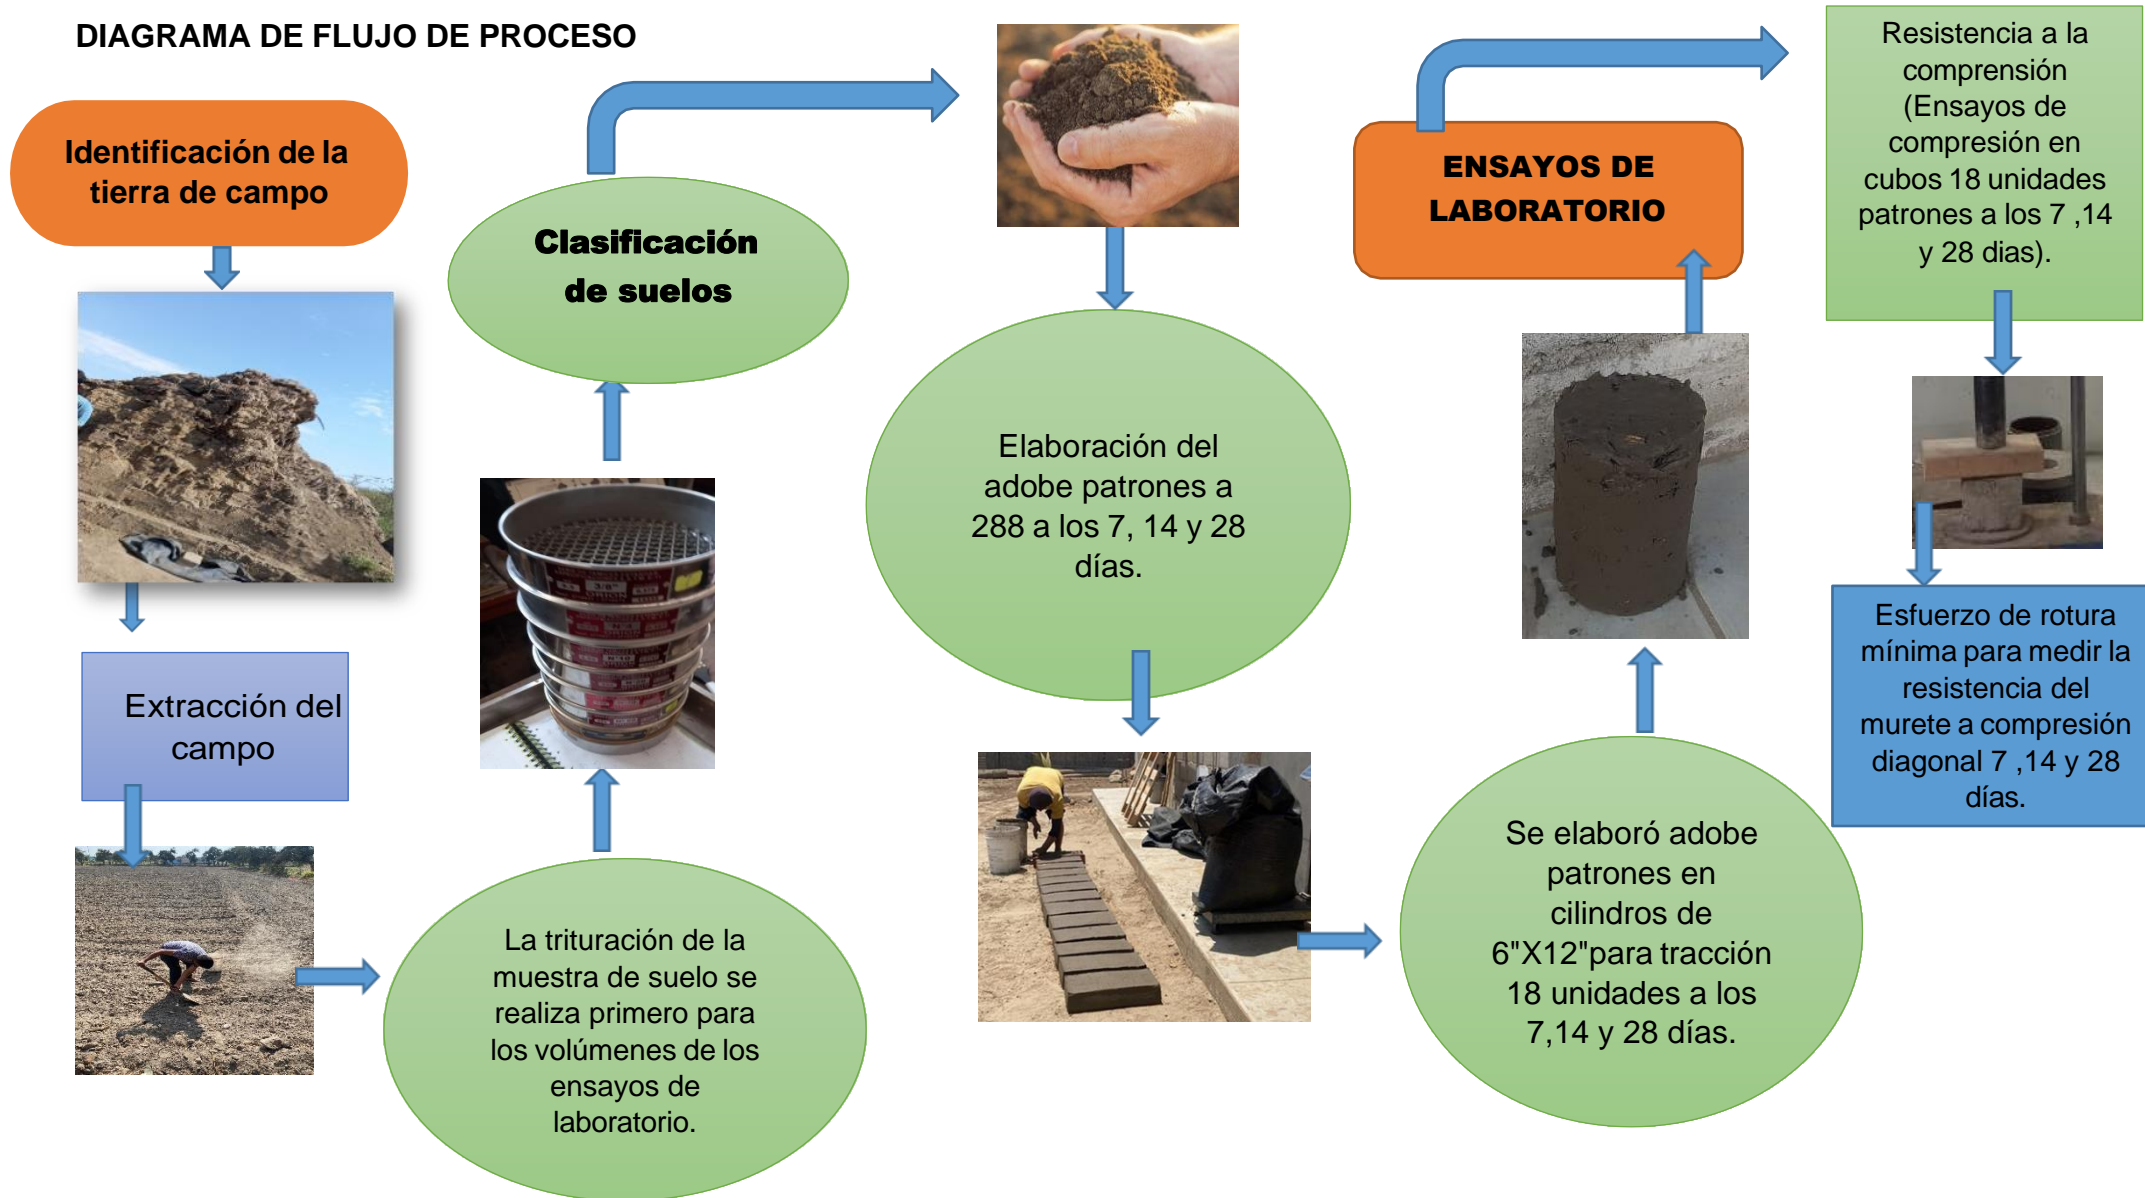 DIAGRAMA DE FLUJO DE PROCESO
Identificación de la
tierra de campo
Extracción del
campo
La trituración de la
muestra de suelo se
realiza primero para
los volúmenes de los
ensayos de
laboratorio.
3/8"
ORION
Clasificación
de suelos
Elaboración del
adobe patrones a
288 a los 7, 14 y 28
días.
Se elaboró adobe
patrones en
cilindros de
6"X12"para tracción
18 unidades a los
7,14 y 28 días.
ENSAYOS DE
LABORATORIO
Resistencia a la
comprensión
(Ensayos de
compresión en
cubos 18 unidades
patrones a los 7 ,14
y 28 dias).
Esfuerzo de rotura
mínima para medir la
resistencia del
murete a compresión
diagonal 7 ,14 y 28
días.